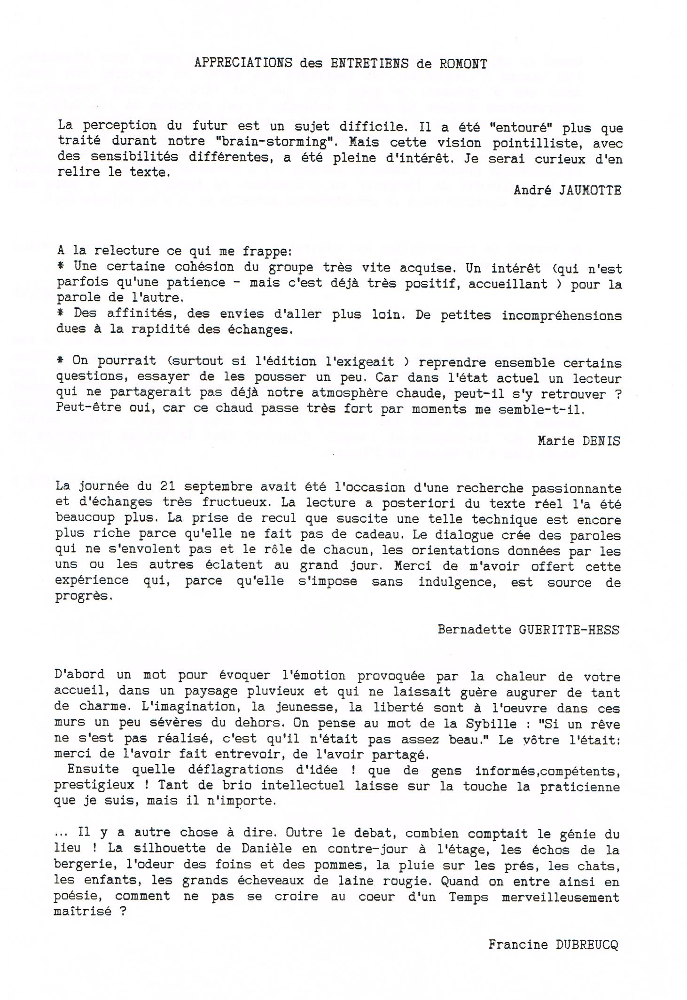 APPRECIATIONS des ENTRETIENS de ROMONT
La perception du futur est un sujet difficile. Il a été "entouré" plus que
traité durant notre "brain-storming". Mais cette vision pointilliste, avec
des sensibilités différentes, a été pleine d'intérêt. Je serai curieux d'en
relire le texte.
André JAUMOTTE
A la relecture ce qui me frappe:
* Une certaine cohésion du groupe très vite acquise. Un intérêt (qui n'est
parfois qu'une patience - mais c'est déjà très positif, accueillant ) pour la
parole de l'autre.
* Des affinités, des envies d'aller plus loin. De petites incompréhensions
dues à la rapidité des échanges.
* On pourrait (surtout si l'édition l'exigeait ) reprendre ensemble certains
questions, essayer de les pousser un peu. Car dans l'état actuel un lecteur
qui ne partagerait pas déjà notre atmosphère chaude, peut-il s'y retrouver ?
Peut-être oui, car ce chaud passe très fort par moments me semble-t-il.
Marie DENIS
La journée du 21 septembre avait été l'occasion d'une recherche passionnante
et d'échanges très fructueux. La lecture a posteriori du texte réel l'a été
beaucoup plus. La prise de recul que suscite une telle technique est encore
plus riche parce qu'elle ne fait pas de cadeau. Le dialogue crée des paroles
qui ne s'envolent pas et le rôle de chacun, les orientations données par les
uns ou les autres éclatent au grand jour. Merci de m'avoir offert cette
expérience qui, parce qu'elle s'impose sans indulgence, est source de
progrès.
Bernadette GUERITTE-HESS
D'abord un mot pour évoquer l'émotion provoquée par la chaleur de votre
accueil, dans un paysage pluvieux et qui ne laissait guère augurer de tant
de charme. L'imagination, la jeunesse, la liberté sont à l'oeuvre dans ces
murs un peu sévères du dehors. On pense au mot de la Sybille : "Si un rêve
ne s'est pas réalisé, c'est qu'il n'était pas assez beau." Le vôtre l'était:
merci de l'avoir fait entrevoir, de l'avoir partagé.
Ensuite quelle déflagrations d'idée ! que de gens informés,compétents,
prestigieux ! Tant de brio intellectuel laisse sur la touche la praticienne
que je suis, mais il n'importe.
... Il y a autre chose à dire. Outre le debat, combien comptait le génie du
lieu ! La silhouette de Danièle en contre-jour à l'étage, les échos de la
bergerie, l'odeur des foins et des pommes, la pluie sur les prés, les chats,
les enfants, les grands écheveaux de laine rougie. Quand on entre ainsi en
poésie, comment ne pas se croire au coeur d'un Temps merveilleusement
maîtrisé ?
Francine DUBREUCQ